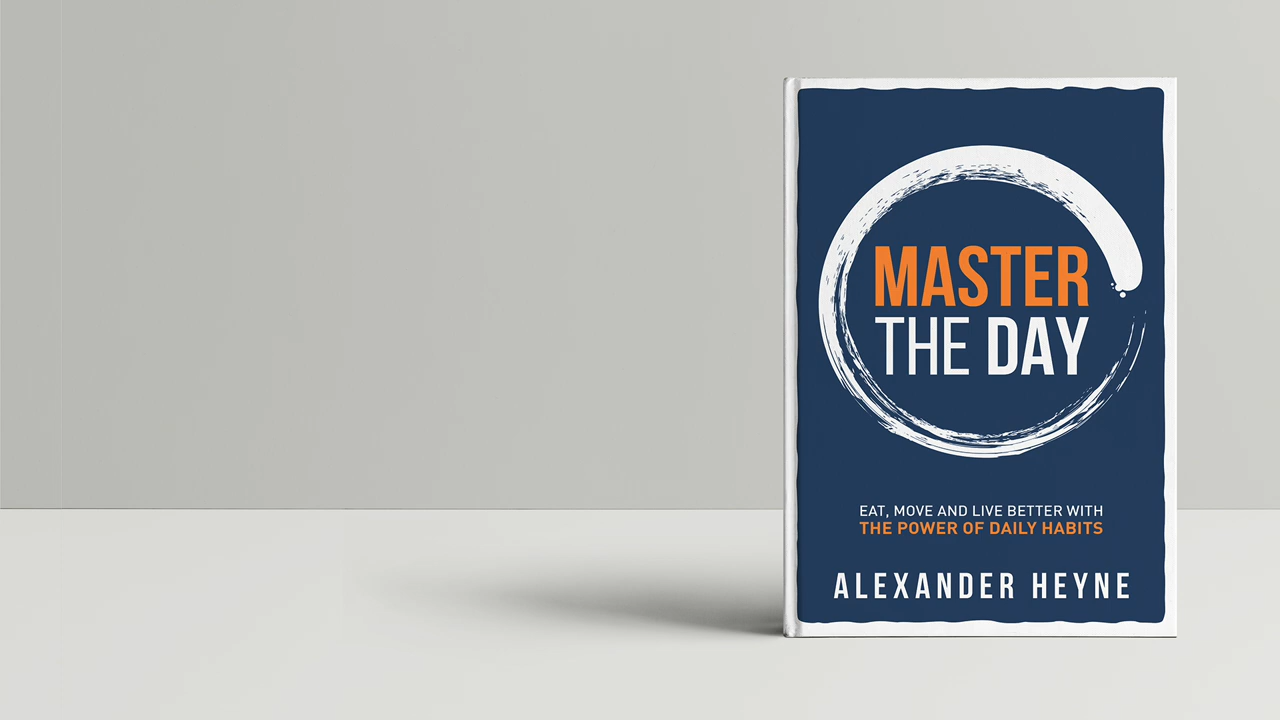 MASTER
THE DAY
EAT, MOVE AND LIVE BETTER WITH
THE POWER OF DAILY HABITS
ALEXANDER HEYNE